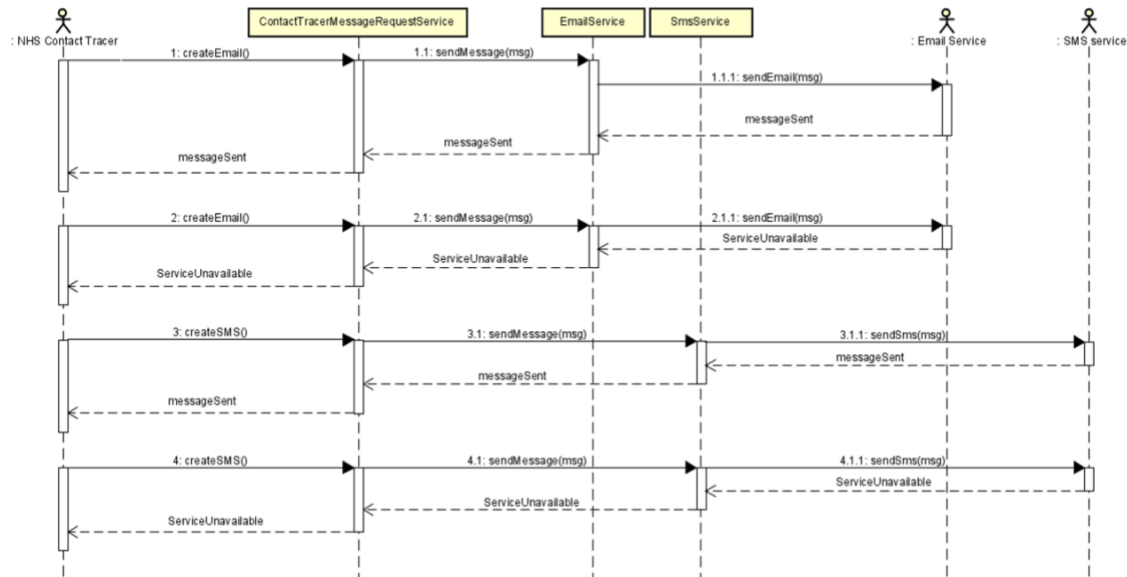 ContactTracerMessageRequestService
EmailService
SmsService
: NHS Contact Tracer
: Email Service
: SMS service
1: createEmail()
1.1: sendMessage(msg)
1.1.1: sendEmail(msg)
messageSent
messageSent
messageSent
2: createEmail()
2.1: sendMessage(msg)
2.1.1: sendEmail(msg)
ServiceUnavailable
ServiceUnavailable
ServiceUnavailable
3: createSMS()
3.1: sendMessage(msg)
3.1.1: sendSms(msg)
messageSent
messageSent
messageSent
4: createSMS()
4.1: sendMessage(msg)
4.1.1: sendSms(msg)
ServiceUnavailable
ServiceUnavailable
ServiceUnavailable